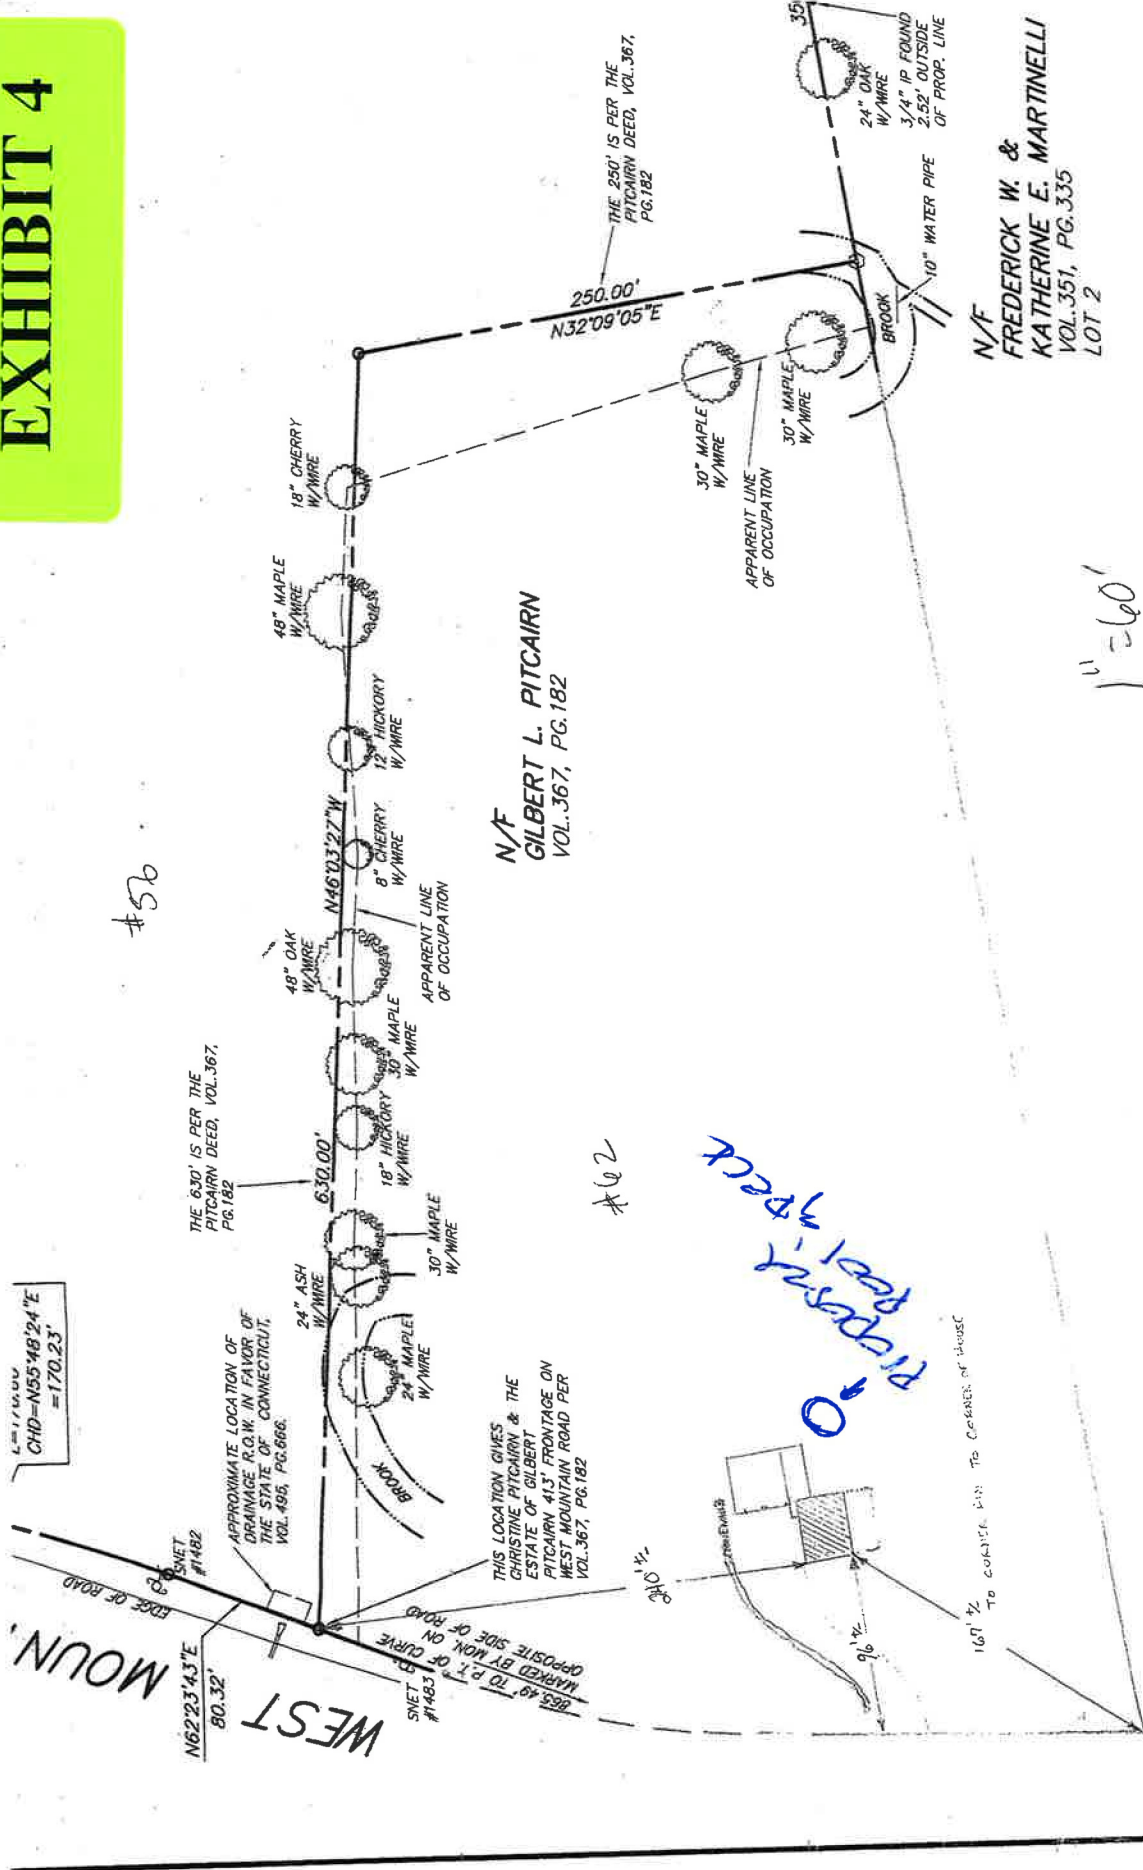 EXHIBIT 4
L=170.00
CHD=N55°48'24"E
=170.23'
WEST MOUN
N62°23'43"E
80.32'
EDGE OF ROAD
SNET
#1482
SNET
#1483
865.49' TO P.T. OF CURVE
MARKED BY MON. ON
OPPOSITE SIDE OF ROAD
APPROXIMATE LOCATION OF
DRAINAGE R.O.W. IN FAVOR OF
THE STATE OF CONNECTICUT,
VOL.495, PG.666.
THE 630' IS PER THE
PITCAIRN DEED, VOL.367,
PG.182
630.00'
N46°03'27"W
#56
24" ASH
W/WIRE
24" MAPLE
W/WIRE
30" MAPLE
W/WIRE
18" HICKORY
W/WIRE
30" MAPLE
W/WIRE
48" OAK
W/WIRE
8" CHERRY
W/WIRE
12" HICKORY
W/WIRE
48" MAPLE
W/WIRE
18" CHERRY
W/WIRE
BROOK
APPARENT LINE
OF OCCUPATION
THIS LOCATION GIVES
CHRISTINE PITCAIRN & THE
ESTATE OF GILBERT
PITCAIRN 413' FRONTAGE ON
WEST MOUNTAIN ROAD PER
VOL.367, PG.182
N/F
GILBERT L. PITCAIRN
VOL.367, PG.182
250.00'
N32°09'05"E
THE 250' IS PER THE
PITCAIRN DEED, VOL.367,
PG.182
30" MAPLE
W/WIRE
30" MAPLE
W/WIRE
APPARENT LINE
OF OCCUPATION
BROOK
10" WATER PIPE
35
24" OAK
W/WIRE
3/4" IP FOUND
2.52' OUTSIDE
OF PROP. LINE
N/F
FREDERICK W. &
KATHERINE E. MARTINELLI
VOL.351, PG.335
LOT 2
#62
Proposed
Pool, DECK
240' +/-
96' +/-
167' +/-
TO CORNER PIN TO CORNER OF HOUSE
1" = 60'